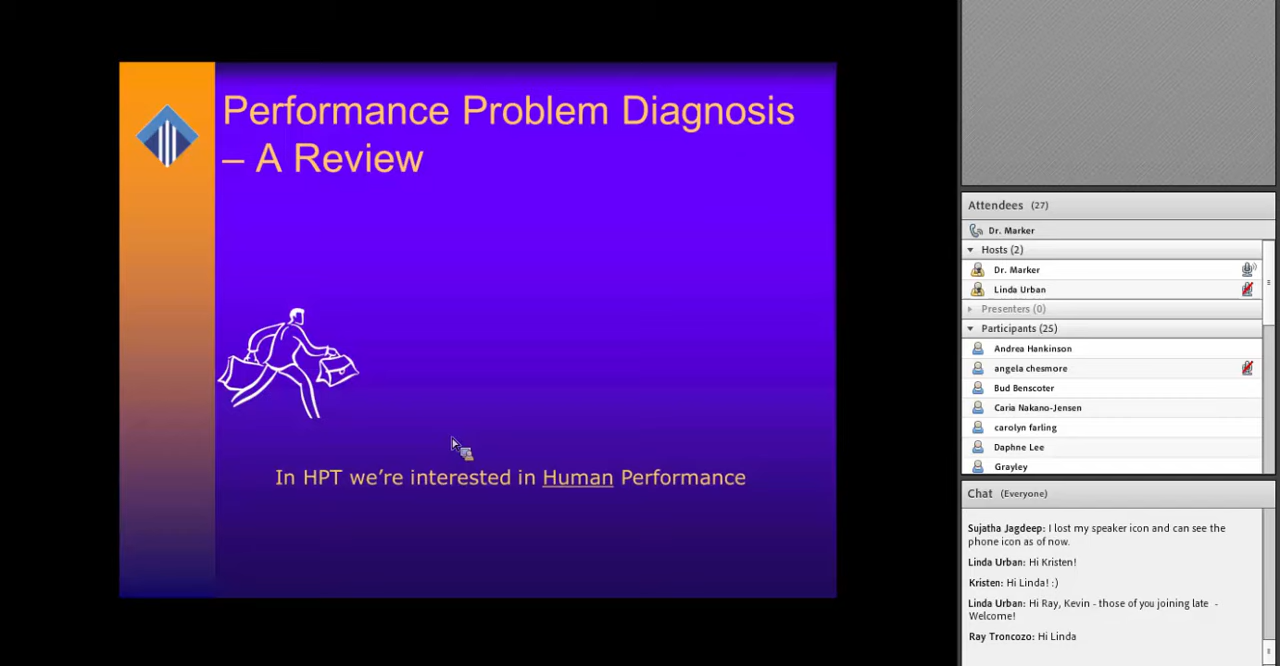 Performance Problem Diagnosis
– A Review
In HPT we're interested in Human Performance
Attendees (27)
Dr. Marker
Hosts (2)
Dr. Marker
Linda Urban
Presenters (0)
Participants (25)
Andrea Hankinson
angela chesmore
Bud Benscoter
Caria Nakano-Jensen
carolyn farling
Daphne Lee
Grayley
Chat (Everyone)
Sujatha Jagdeep: I lost my speaker icon and can see the
phone icon as of now.
Linda Urban: Hi Kristen!
Kristen: Hi Linda! :)
Linda Urban: Hi Ray, Kevin - those of you joining late -
Welcome!
Ray Troncozo: Hi Linda